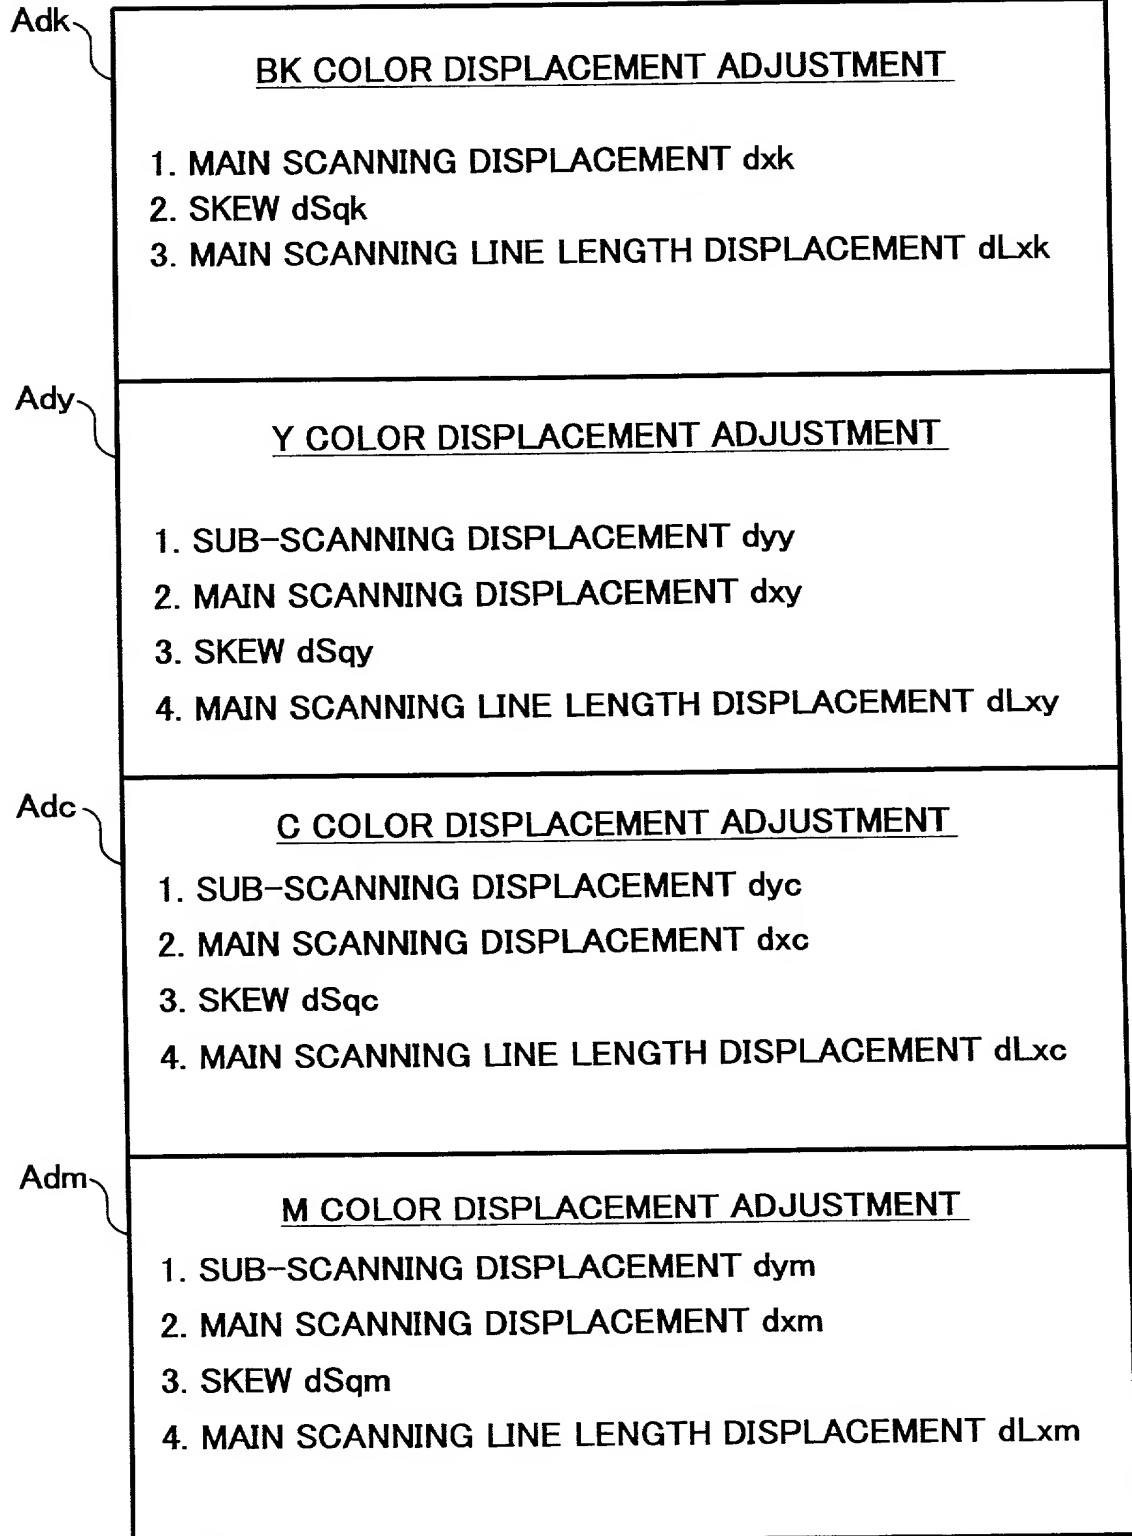 Adk
BK COLOR DISPLACEMENT ADJUSTMENT
1. MAIN SCANNING DISPLACEMENT dxk
2. SKEW dSqk
3. MAIN SCANNING LINE LENGTH DISPLACEMENT dLxk
Ady
Y COLOR DISPLACEMENT ADJUSTMENT
1. SUB-SCANNING DISPLACEMENT dyy
2. MAIN SCANNING DISPLACEMENT dxy
3. SKEW dSqy
4. MAIN SCANNING LINE LENGTH DISPLACEMENT dLxy
Adc
C COLOR DISPLACEMENT ADJUSTMENT
1. SUB-SCANNING DISPLACEMENT dyc
2. MAIN SCANNING DISPLACEMENT dxc
3. SKEW dSqc
4. MAIN SCANNING LINE LENGTH DISPLACEMENT dLxc
Adm
M COLOR DISPLACEMENT ADJUSTMENT
1. SUB-SCANNING DISPLACEMENT dym
2. MAIN SCANNING DISPLACEMENT dxm
3. SKEW dSqm
4. MAIN SCANNING LINE LENGTH DISPLACEMENT dLxm